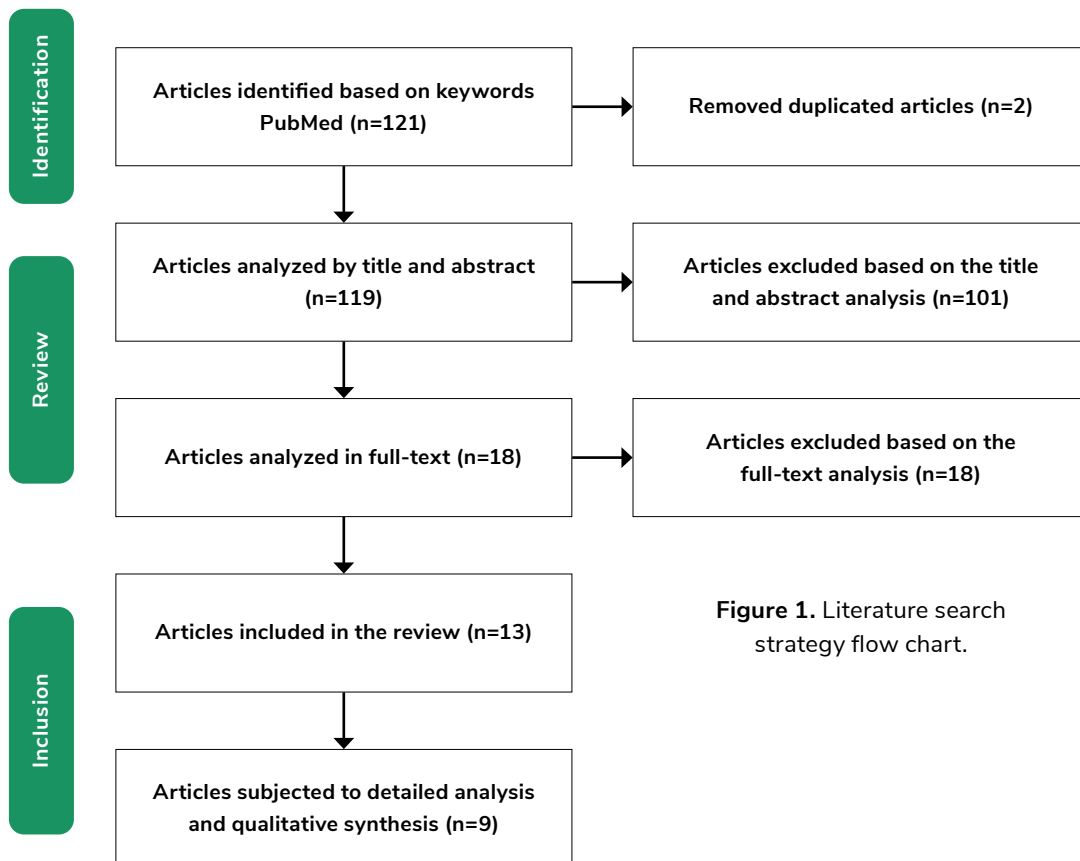 Identification
Articles identified based on keywords
PubMed (n=121)
Removed duplicated articles (n=2)
Review
Articles analyzed by title and abstract
(n=119)
Articles excluded based on the title
and abstract analysis (n=101)
Articles analyzed in full-text (n=18)
Articles excluded based on the
full-text analysis (n=18)
Inclusion
Articles included in the review (n=13)
Figure 1. Literature search
strategy flow chart.
Articles subjected to detailed analysis
and qualitative synthesis (n=9)